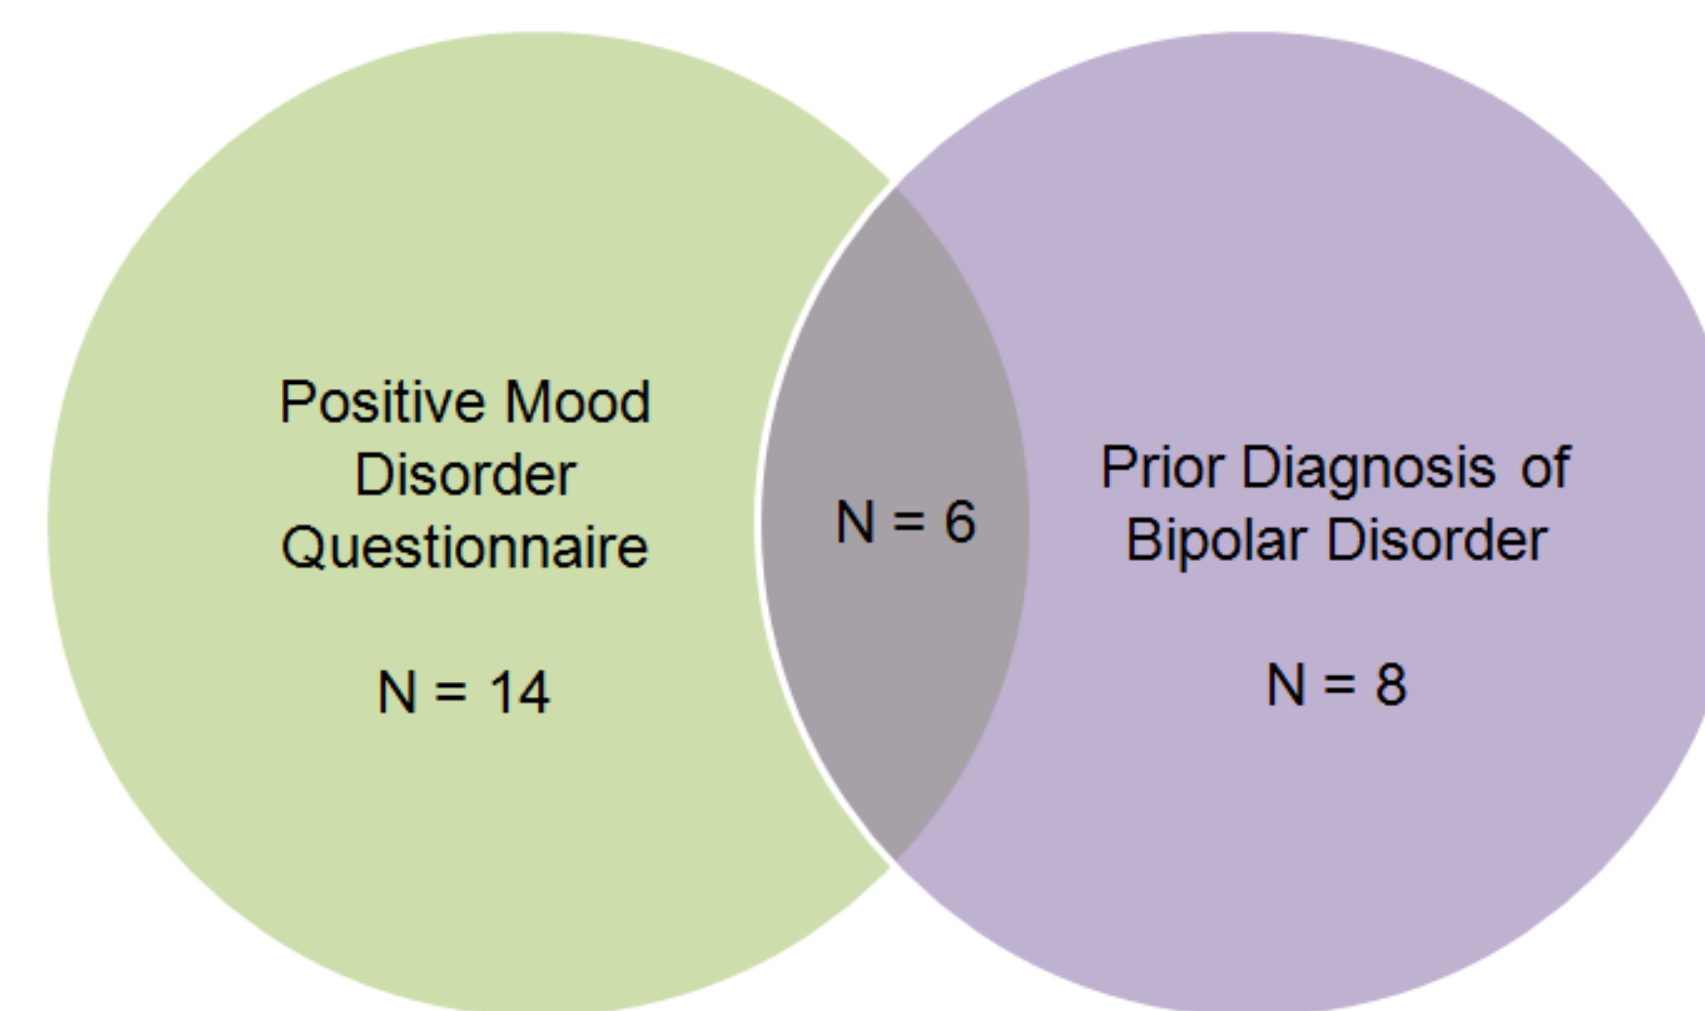 Positive Mood
Disorder
Questionnaire
N = 14
N = 6
Prior Diagnosis of
Bipolar Disorder
N = 8